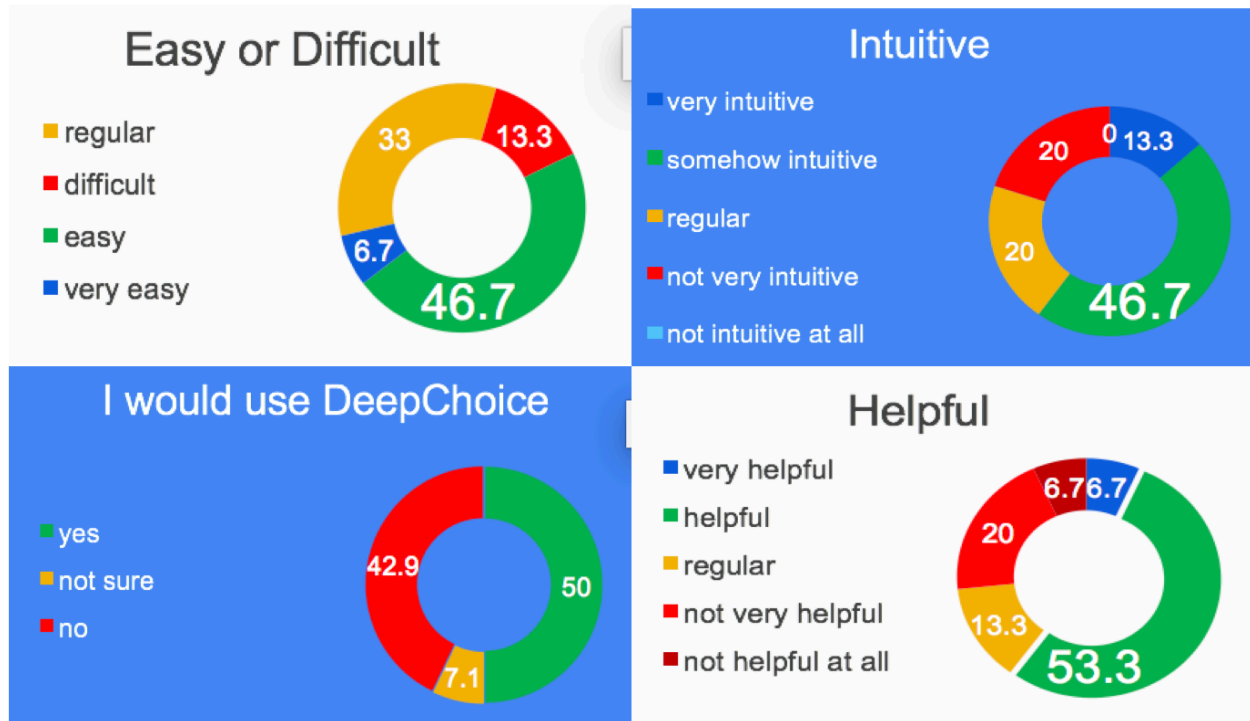 Easy or Difficult
regular
difficult
easy
very easy
33
13.3
6.7
46.7
Intuitive
very intuitive
somehow intuitive
regular
not very intuitive
not intuitive at all
0
13.3
20
20
46.7
I would use DeepChoice
yes
not sure
no
42.9
50
7.1
Helpful
very helpful
helpful
regular
not very helpful
not helpful at all
6.7
6.7
20
13.3
53.3